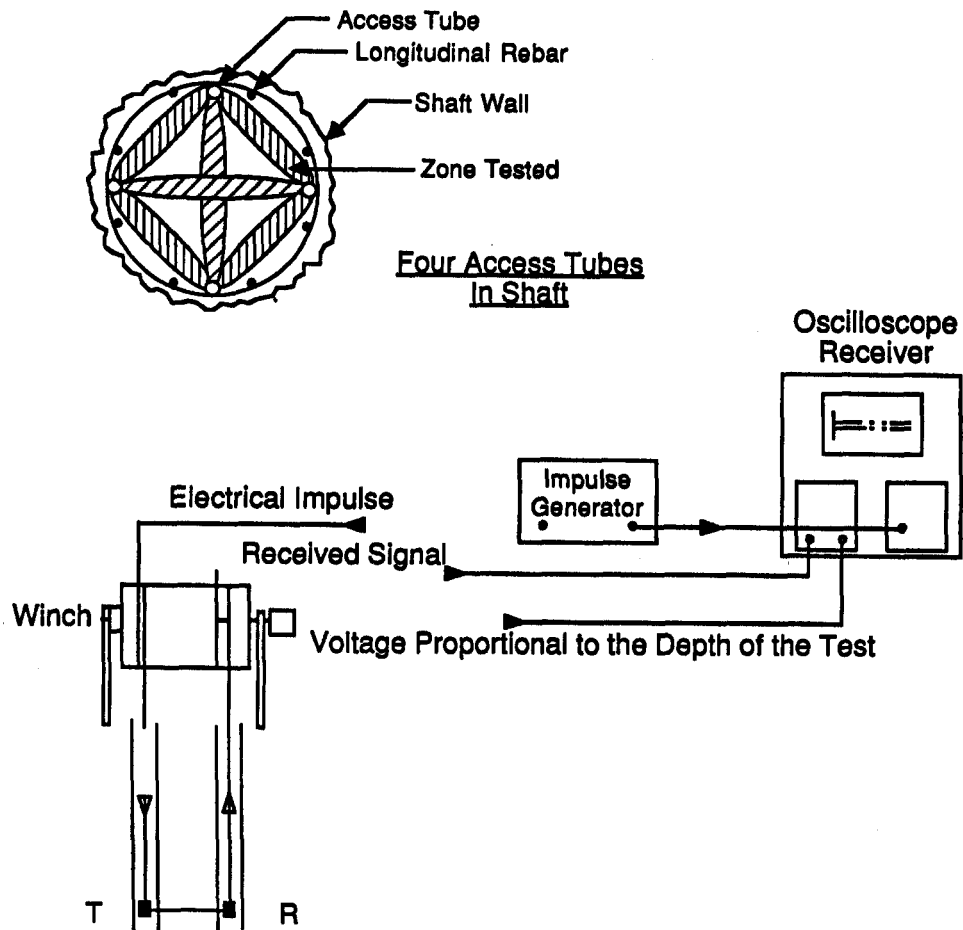 Access Tube
Longitudinal Rebar
Shaft Wall
Zone Tested
Four Access Tubes
In Shaft
Oscilloscope
Receiver
Impulse
Generator
Electrical Impulse
Received Signal
Winch
Voltage Proportional to the Depth of the Test
T
R